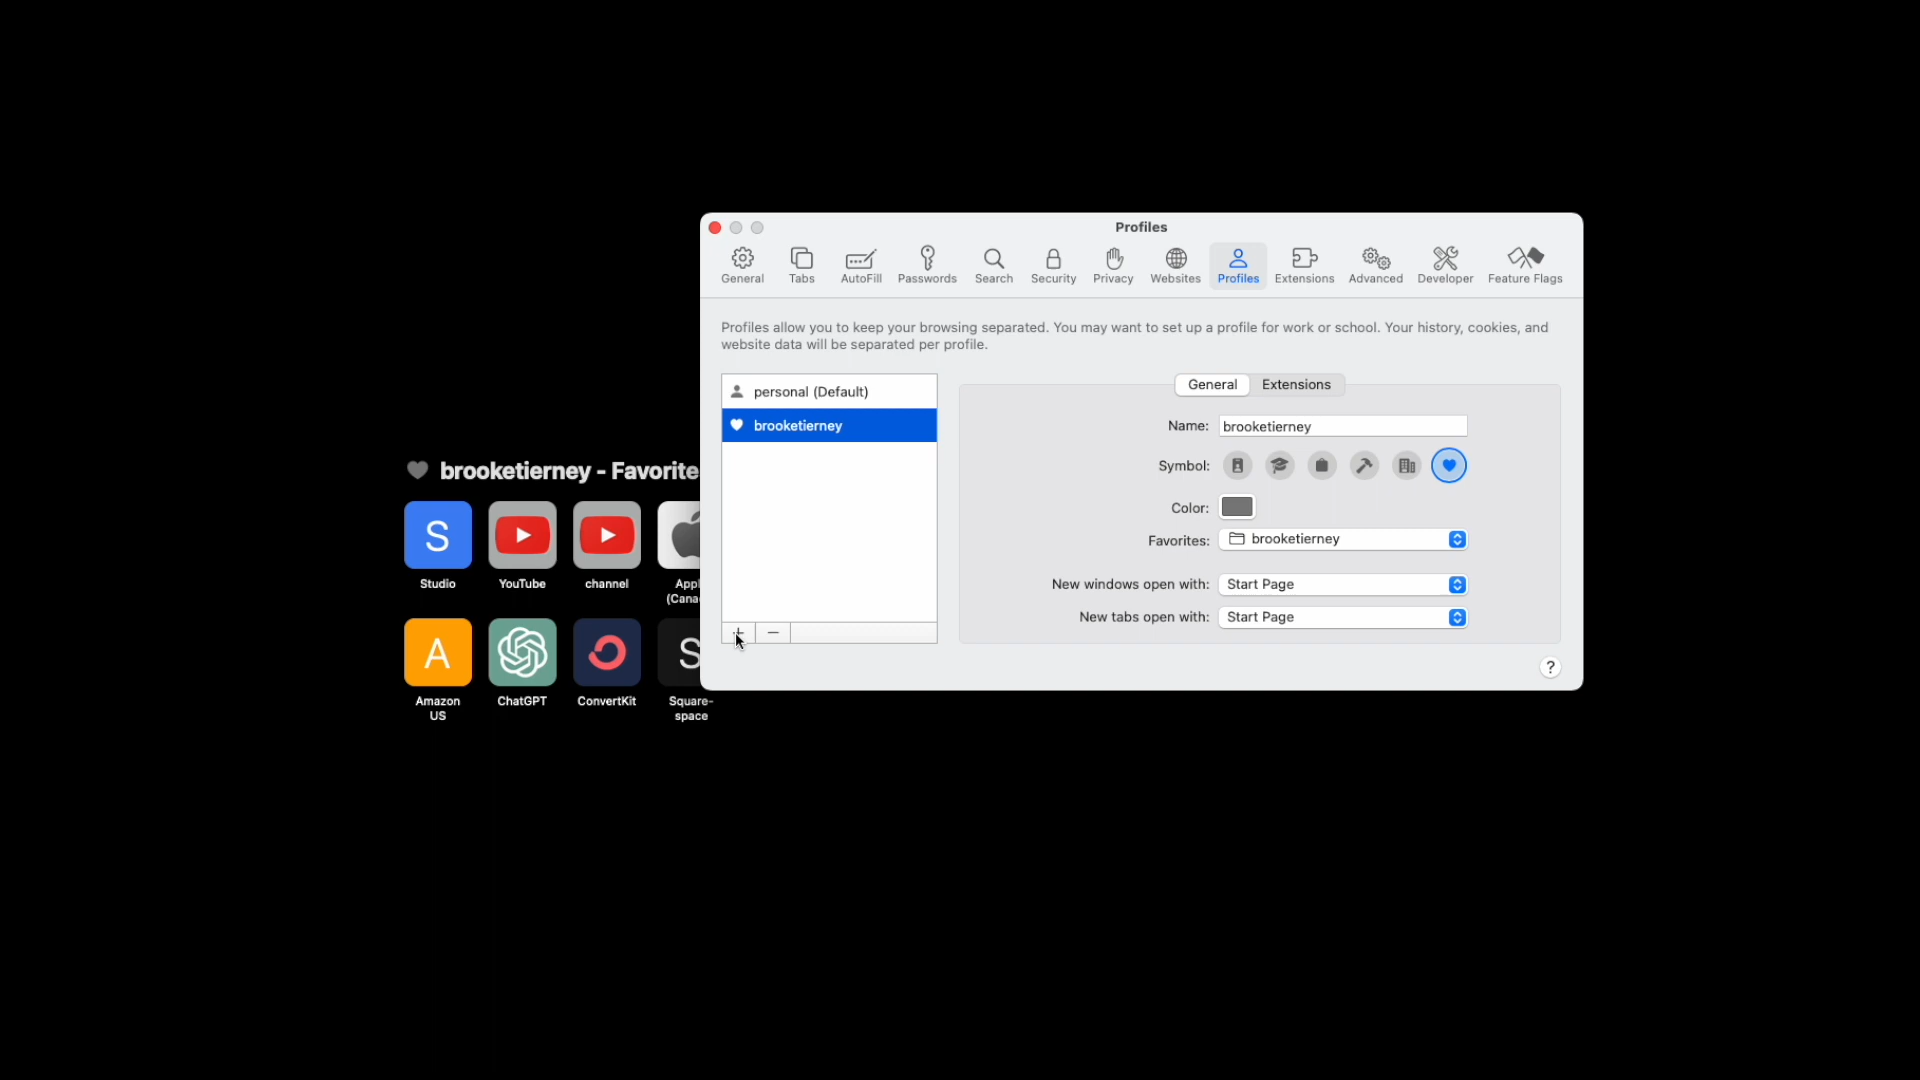 Profiles
General
Tabs
AutoFill
Passwords
Search
Security
Privacy
Websites
Profiles
Extensions
Advanced
Developer
Feature Flags
Profiles allow you to keep your browsing separated. You may want to set up a profile for work or school. Your history, cookies, and
website data will be separated per profile.
personal (Default)
brooketierney
General
Extensions
Name: brooketierney
Symbol:
Color:
Favorites: brooketierney
New windows open with: Start Page
New tabs open with: Start Page
?
brooketierney - Favorite
S
Studio
YouTube
channel
Appl
(Cana
A
S
Amazon
US
ChatGPT
ConvertKit
Square-
space